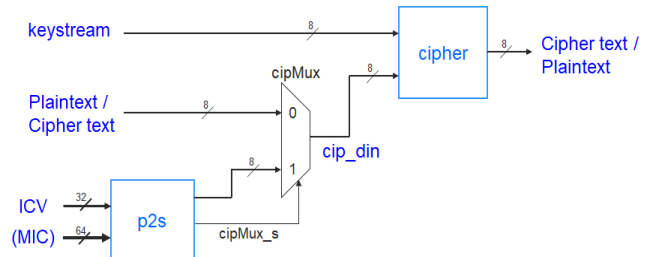 keystream
8
cipher
8
Cipher text /
Plaintext
cipMux
8
Plaintext /
Cipher text
8
0
cip_din
1
8
ICV
32
(MIC)
64
p2s
cipMux_s